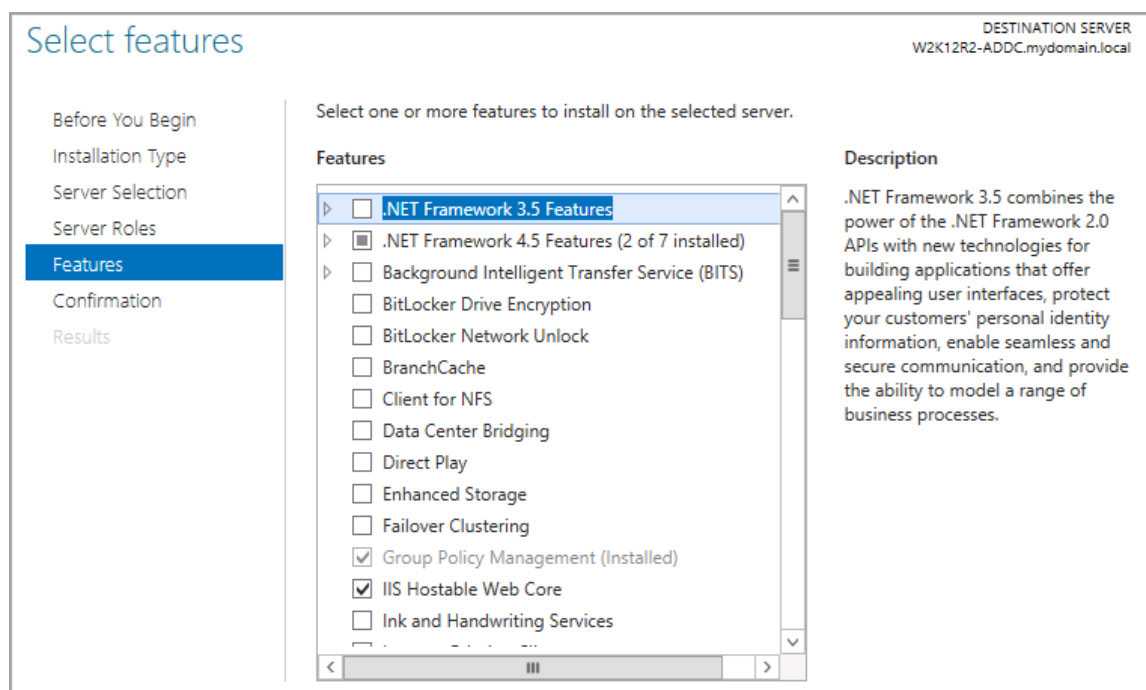 Select features
DESTINATION SERVER
W2K12R2-ADDC.mydomain.local
Before You Begin
Installation Type
Server Selection
Server Roles
Features
Confirmation
Results
Select one or more features to install on the selected server.
Features
.NET Framework 3.5 Features
.NET Framework 4.5 Features (2 of 7 installed)
Background Intelligent Transfer Service (BITS)
BitLocker Drive Encryption
BitLocker Network Unlock
BranchCache
Client for NFS
Data Center Bridging
Direct Play
Enhanced Storage
Failover Clustering
Group Policy Management (Installed)
IIS Hostable Web Core
Ink and Handwriting Services
Description
.NET Framework 3.5 combines the
power of the .NET Framework 2.0
APIs with new technologies for
building applications that offer
appealing user interfaces, protect
your customers' personal identity
information, enable seamless and
secure communication, and provide
the ability to model a range of
business processes.